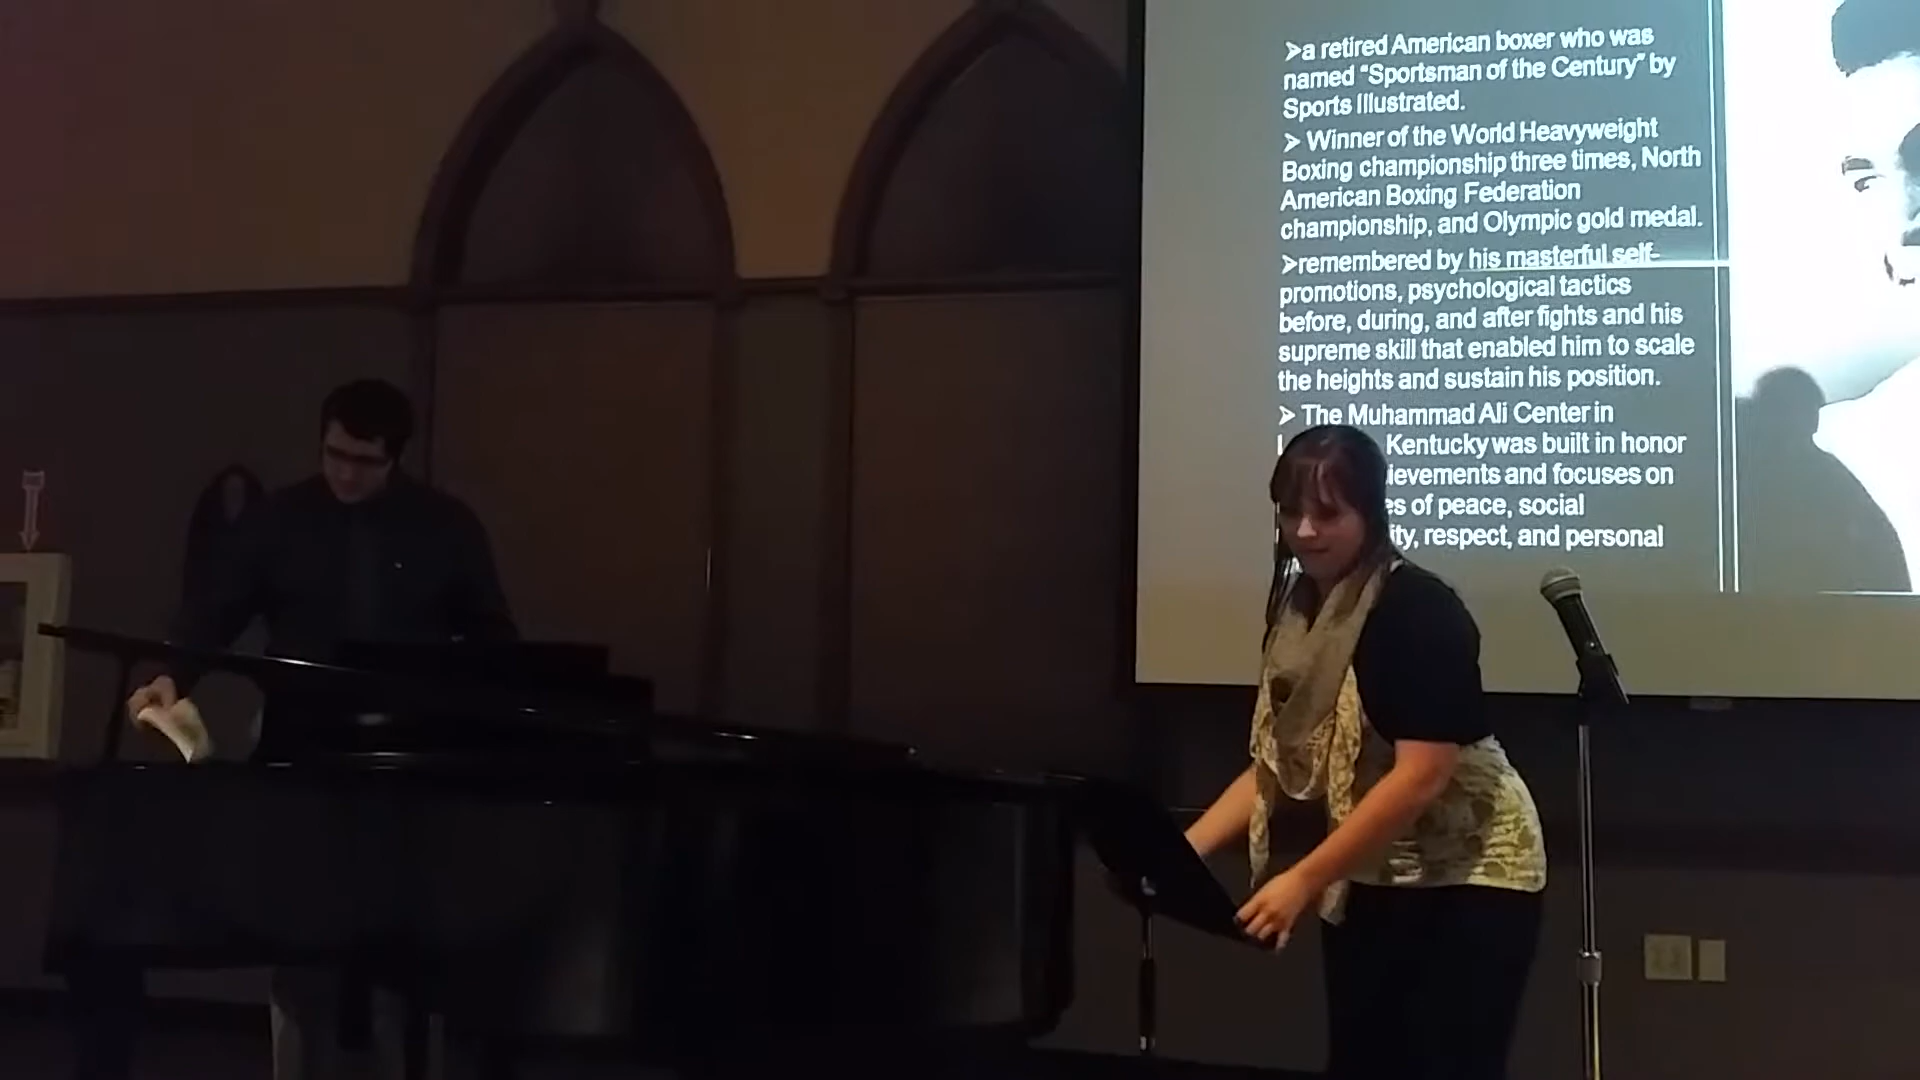 ➢a retired American boxer who was
named “Sportsman of the Century” by
Sports Illustrated.
➢ Winner of the World Heavyweight
Boxing championship three times, North
American Boxing Federation
championship, and Olympic gold medal.
➢remembered by his masterful self-
promotions, psychological tactics
before, during, and after fights and his
supreme skill that enabled him to scale
the heights and sustain his position.
➢ The Muhammad Ali Center in
Kentucky was built in honor
ievements and focuses on
es of peace, social
ity, respect, and personal